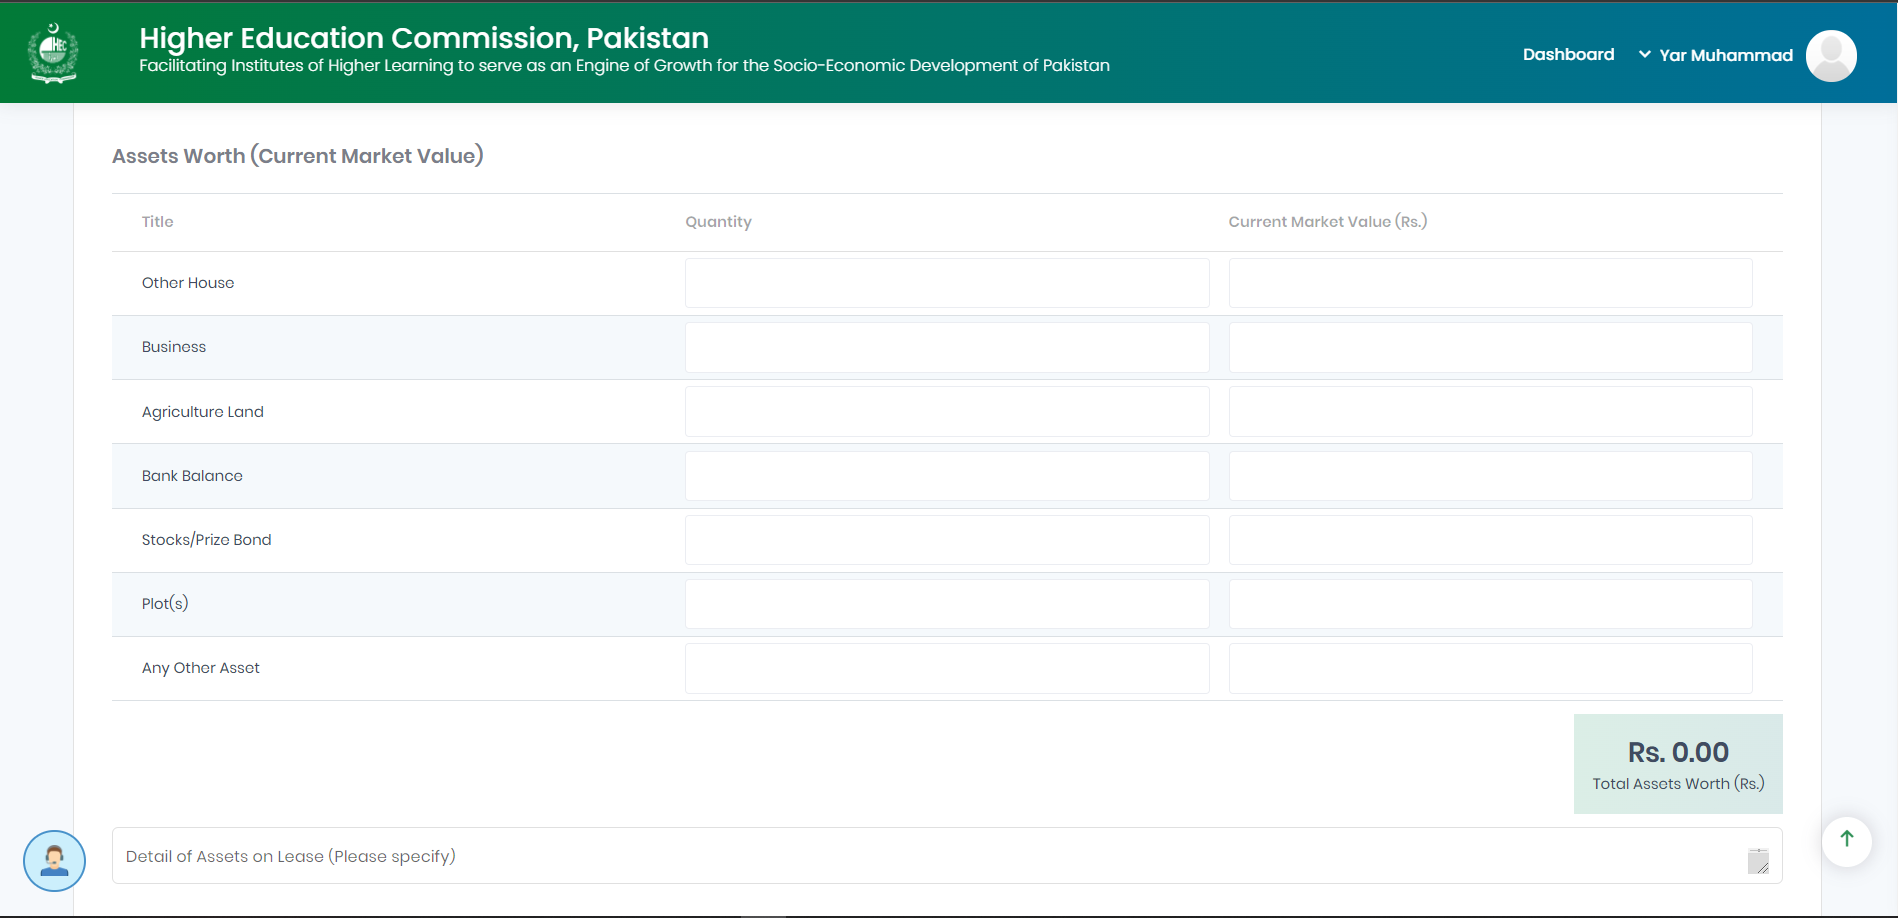 Higher Education Commission, Pakistan
Facilitating Institutes of Higher Learning to serve as an Engine of Growth for the Socio-Economic Development of Pakistan
HEC
Dashboard
Yar Muhammad
Assets Worth (Current Market Value)
Title Quantity Current Market Value (Rs.)
Other House
Business
Agriculture Land
Bank Balance
Stocks/Prize Bond
Plot(s)
Any Other Asset
Rs. 0.00
Total Assets Worth (Rs.)
Detail of Assets on Lease (Please specify)